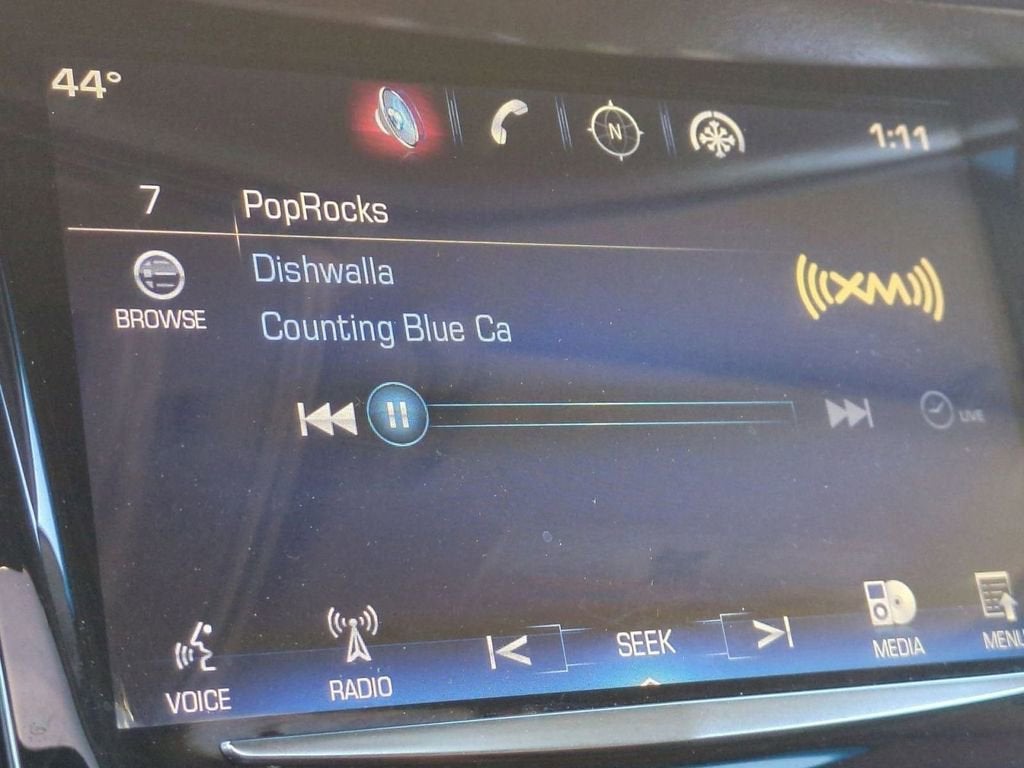 44°
N
1:11
7 PopRocks
Dishwalla
XM
BROWSE
Counting Blue Ca
LIVE
VOICE
RADIO
SEEK
MEDIA
MENU